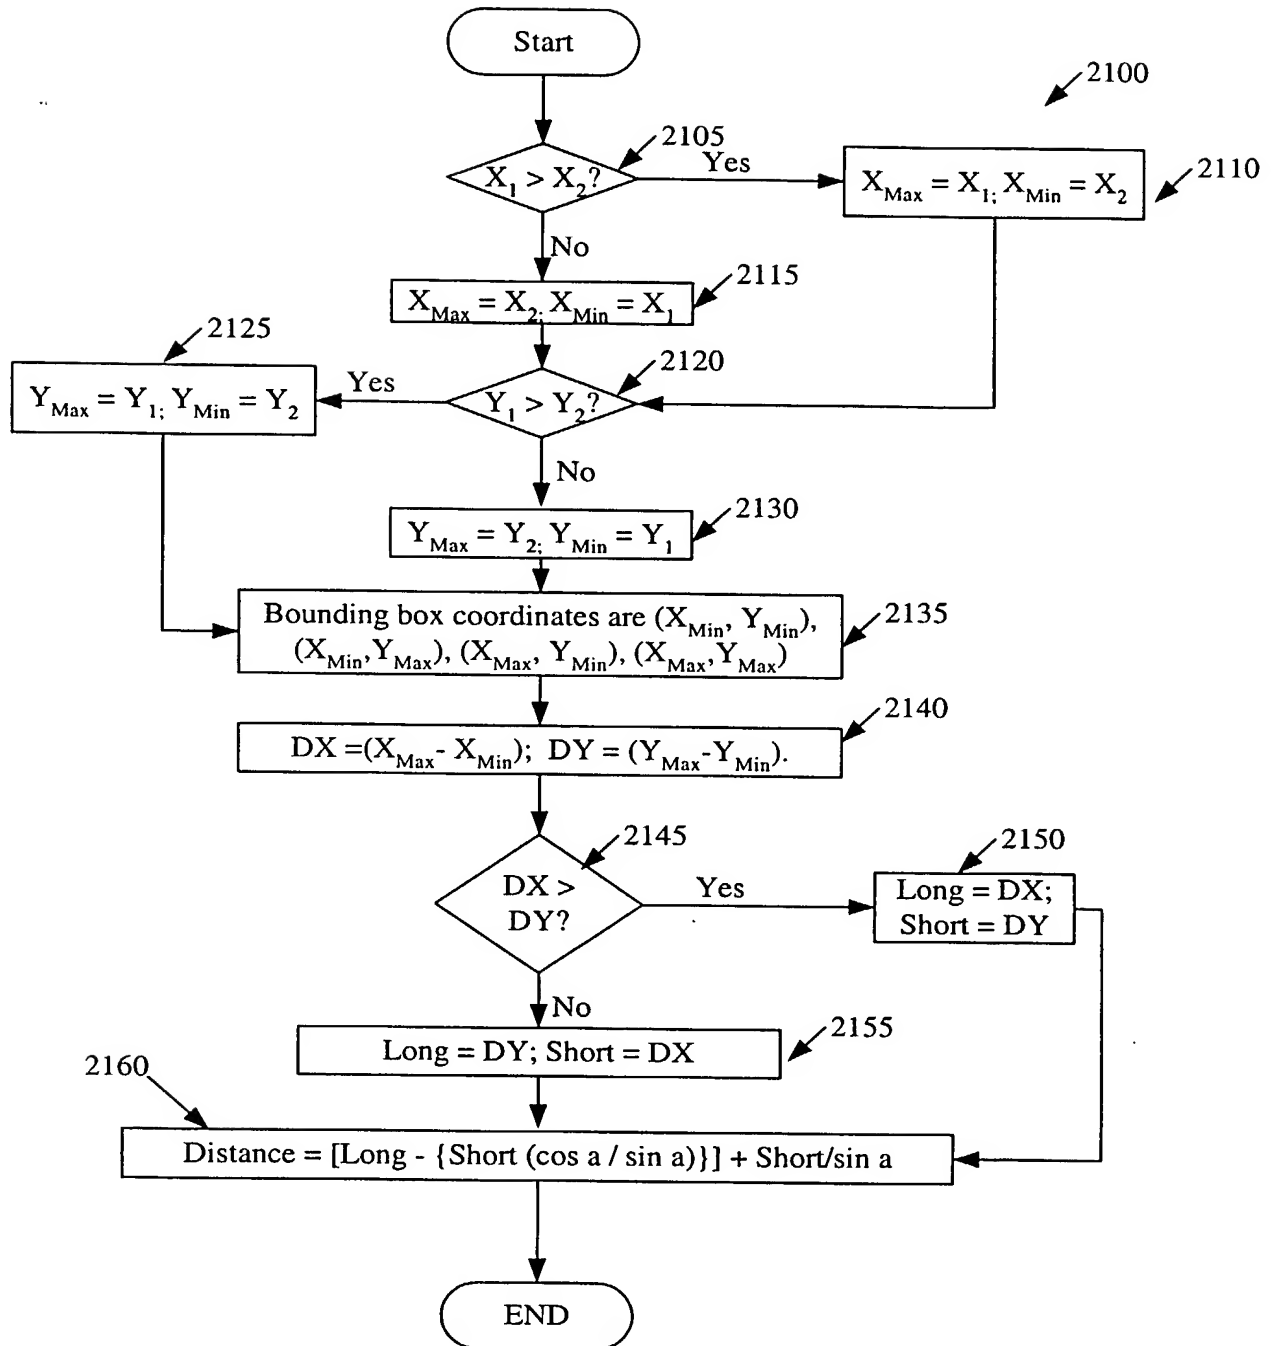 Start
2100
2105
X1 > X2?
Yes
XMax = X1; XMin = X2
2110
No
2115
XMax = X2; XMin = X1
2125
2120
YMax = Y1; YMin = Y2
Yes
Y1 > Y2?
No
2130
YMax = Y2; YMin = Y1
Bounding box coordinates are (XMin, YMin),
(XMin,YMax), (XMax, YMin), (XMax,YMax)
2135
2140
DX =(XMax- XMin); DY = (YMax-YMin).
2145
DX >
DY?
Yes
2150
Long = DX;
Short = DY
No
2155
Long = DY; Short = DX
2160
Distance = [Long - {Short (cos a / sin a)}] + Short/sin a
END